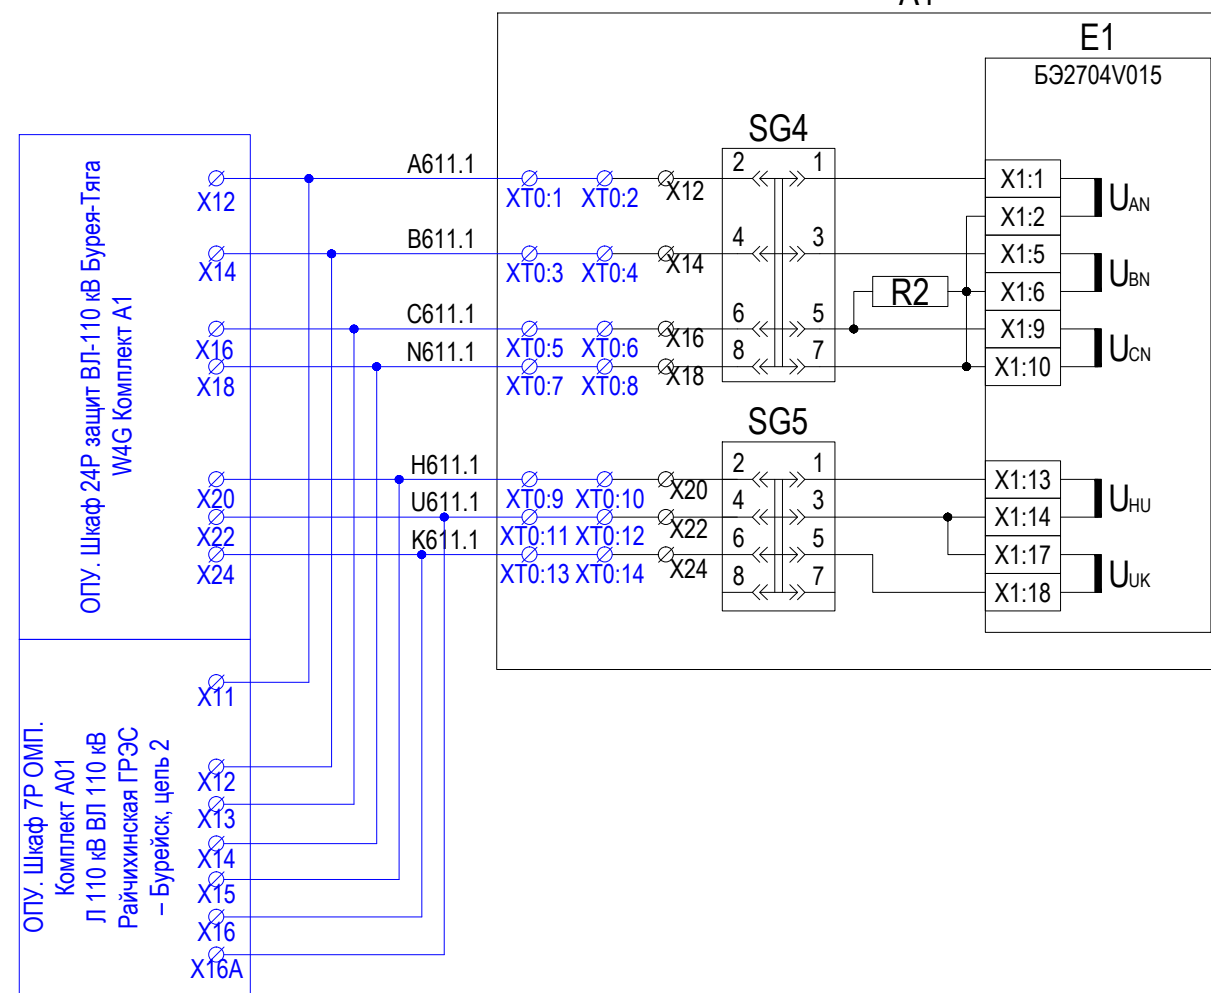 A1
E1
БЭ2704V015
SG4
ОПУ. Шкаф 24Р защит ВЛ-110 кВ Бурея-Тяга
W4G Комплект А1
X12
A611.1
XT0:1
XT0:2
X12
2
1
X1:1
UAN
X1:2
X14
B611.1
XT0:3
XT0:4
X14
4
3
X1:5
UBN
R2
X1:6
X16
C611.1
XT0:5
XT0:6
X16
6
5
X1:9
UCN
X18
N611.1
XT0:7
XT0:8
X18
8
7
X1:10
SG5
X20
H611.1
XT0:9
XT0:10
X20
2
1
X1:13
UHU
X22
U611.1
XT0:11
XT0:12
X22
4
3
X1:14
X24
K611.1
XT0:13
XT0:14
X24
6
5
X1:17
UUK
8
7
X1:18
ОПУ. Шкаф 7Р ОМП.
Комплект А01
Л 110 кВ ВЛ 110 кВ
Райчихинская ГРЭС
– Бурейск, цепь 2
X11
X12
X13
X14
X15
X16
X16A